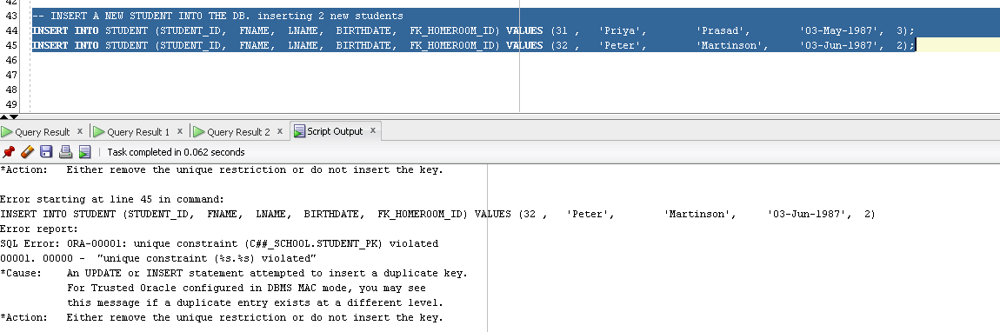 42
43 -- INSERT A NEW STUDENT INTO THE DB. inserting 2 new students
44 INSERT INTO STUDENT (STUDENT_ID, FNAME, LNAME, BIRTHDATE, FK_HOMEROOM_ID) VALUES (31 , 'Priya', 'Prasad', '03-May-1987', 3);
45 INSERT INTO STUDENT (STUDENT_ID, FNAME, LNAME, BIRTHDATE, FK_HOMEROOM_ID) VALUES (32 , 'Peter', 'Martinson', '03-Jun-1987', 2);
46
47
48
49
Query Result x Query Result 1 x Query Result 2 x Script Output x
Task completed in 0.062 seconds
*Action: Either remove the unique restriction or do not insert the key.
Error starting at line 45 in command:
INSERT INTO STUDENT (STUDENT_ID, FNAME, LNAME, BIRTHDATE, FK_HOMEROOM_ID) VALUES (32 , 'Peter', 'Martinson', '03-Jun-1987', 2)
Error report:
SQL Error: ORA-00001: unique constraint (C##_SCHOOL.STUDENT_PK) violated
00001. 00000 - "unique constraint (%s.%s) violated"
*Cause: An UPDATE or INSERT statement attempted to insert a duplicate key.
For Trusted Oracle configured in DBMS MAC mode, you may see
this message if a duplicate entry exists at a different level.
*Action: Either remove the unique restriction or do not insert the key.